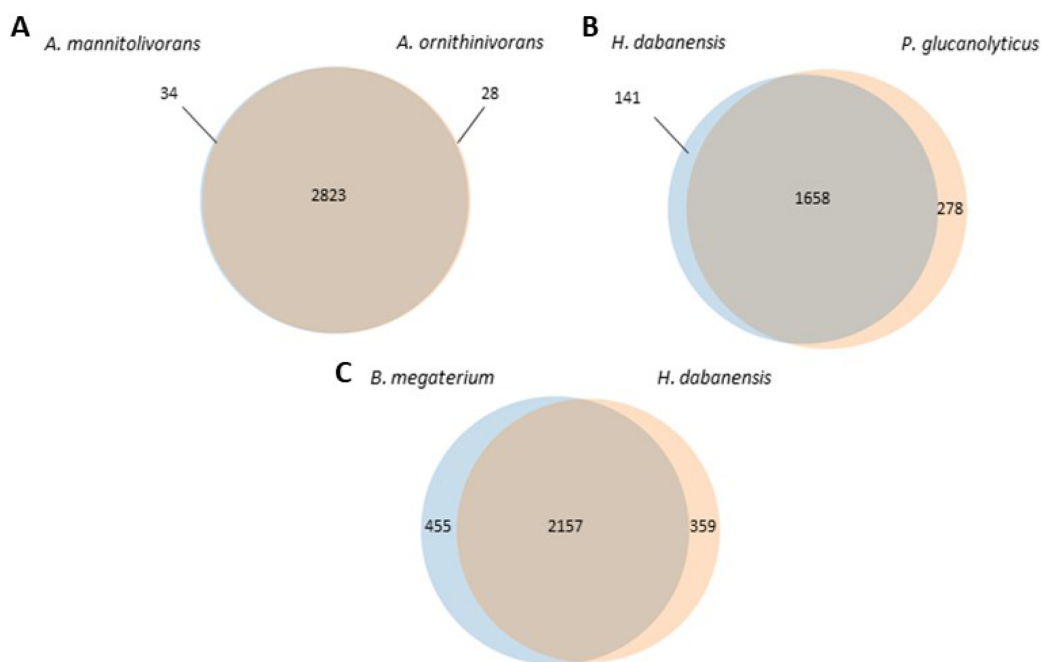 A
A. mannitolivorans
A. ornithinivorans
34
28
2823
B
H. dabanensis
P. glucanolyticus
141
1658
278
C
B. megaterium
H. dabanensis
455
2157
359